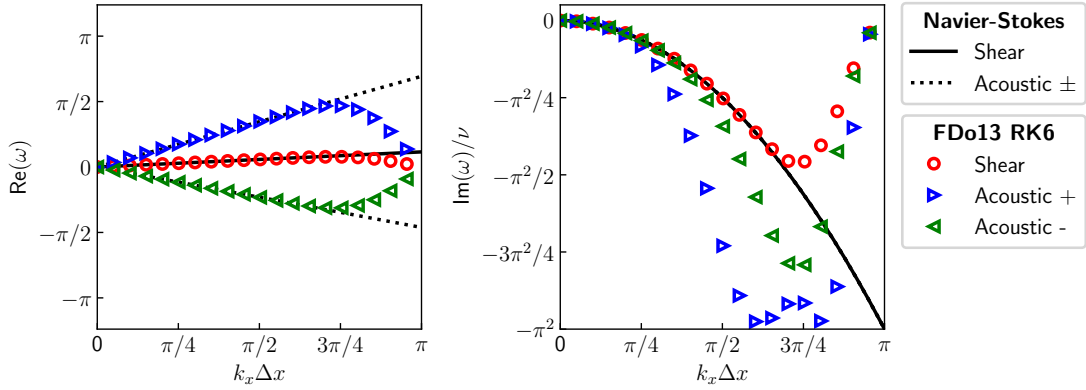 Re(ω)
π
π/2
0
−π/2
−π
0
π/4
π/2
3π/4
π
k_xΔx
Im(ω)/ν
0
−π²/4
−π²/2
−3π²/4
−π²
0
π/4
π/2
3π/4
π
k_xΔx
Navier-Stokes
Shear
Acoustic ±
FDo13 RK6
Shear
Acoustic +
Acoustic -